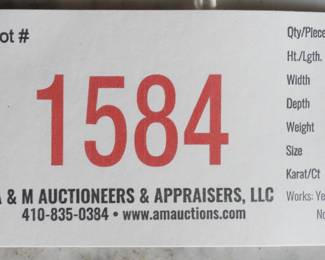 ot #
1584
& M AUCTIONEERS & APPRAISERS, LLC
410-835-0384 • www.amauctions.com
Qty/Piece
Ht./Lgth.
Width
Depth
Weight
Size
Karat/Ct
Works: Ye
No